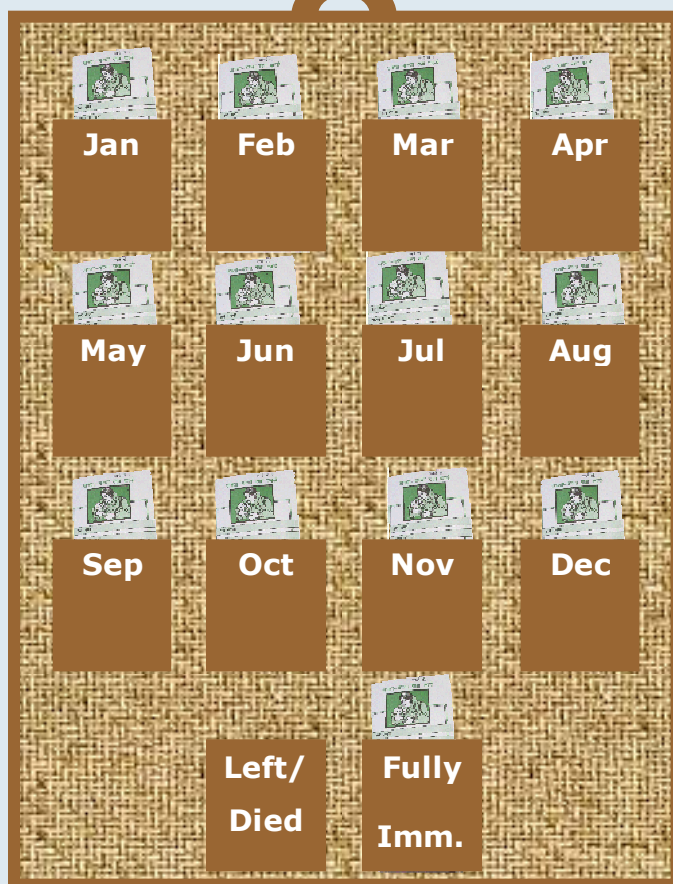 Jan Feb Mar Apr
May Jun Jul Aug
Sep Oct Nov Dec
Left/ Fully
Died Imm.